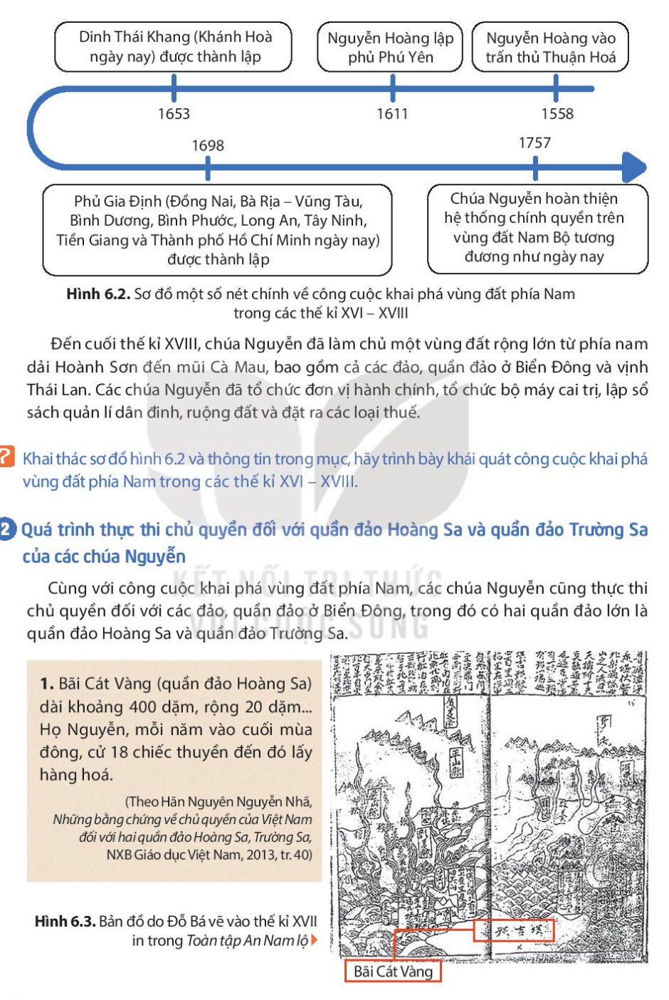 Dinh Thái Khang (Khánh Hoà
ngày nay) được thành lập
Nguyễn Hoàng lập
phủ Phú Yên
Nguyễn Hoàng vào
trấn thủ Thuận Hoá
1653
1611
1558
1698
1757
Phủ Gia Định (Đồng Nai, Bà Rịa – Vũng Tàu,
Bình Dương, Bình Phước, Long An, Tây Ninh,
Tiền Giang và Thành phố Hồ Chí Minh ngày nay)
được thành lập
Chúa Nguyễn hoàn thiện
hệ thống chính quyền trên
vùng đất Nam Bộ tương
đương như ngày nay
Hình 6.2. Sơ đồ một số nét chính về công cuộc khai phá vùng đất phía Nam
trong các thế kỉ XVI – XVIII
Đến cuối thế kỉ XVIII, chúa Nguyễn đã làm chủ một vùng đất rộng lớn từ phía nam
dải Hoành Sơn đến mũi Cà Mau, bao gồm cả các đảo, quần đảo ở Biển Đông và vịnh
Thái Lan. Các chúa Nguyễn đã tổ chức đơn vị hành chính, tổ chức bộ máy cai trị, lập sổ
sách quản lí dân đinh, ruộng đất và đặt ra các loại thuế.
? Khai thác sơ đồ hình 6.2 và thông tin trong mục, hãy trình bày khái quát công cuộc khai phá
vùng đất phía Nam trong các thế kỉ XVI – XVIII.
2 Quá trình thực thi chủ quyền đối với quần đảo Hoàng Sa và quần đảo Trường Sa
của các chúa Nguyễn
KẾT NỐI TRI THỨC
VỚI CUỘC SỐNG
Cùng với công cuộc khai phá vùng đất phía Nam, các chúa Nguyễn cũng thực thi
chủ quyền đối với các đảo, quần đảo ở Biển Đông, trong đó có hai quần đảo lớn là
quần đảo Hoàng Sa và quần đảo Trường Sa.
1. Bãi Cát Vàng (quần đảo Hoàng Sa)
dài khoảng 400 dặm, rộng 20 dặm...
Họ Nguyễn, mỗi năm vào cuối mùa
đông, cử 18 chiếc thuyền đến đó lấy
hàng hoá.
(Theo Hãn Nguyên Nguyễn Nhã,
Những bằng chứng về chủ quyền của Việt Nam
đối với hai quần đảo Hoàng Sa, Trường Sa,
NXB Giáo dục Việt Nam, 2013, tr. 40)
Hình 6.3. Bản đồ do Đỗ Bá vẽ vào thế kỉ XVII
in trong Toàn tập An Nam lộ
Bãi Cát Vàng